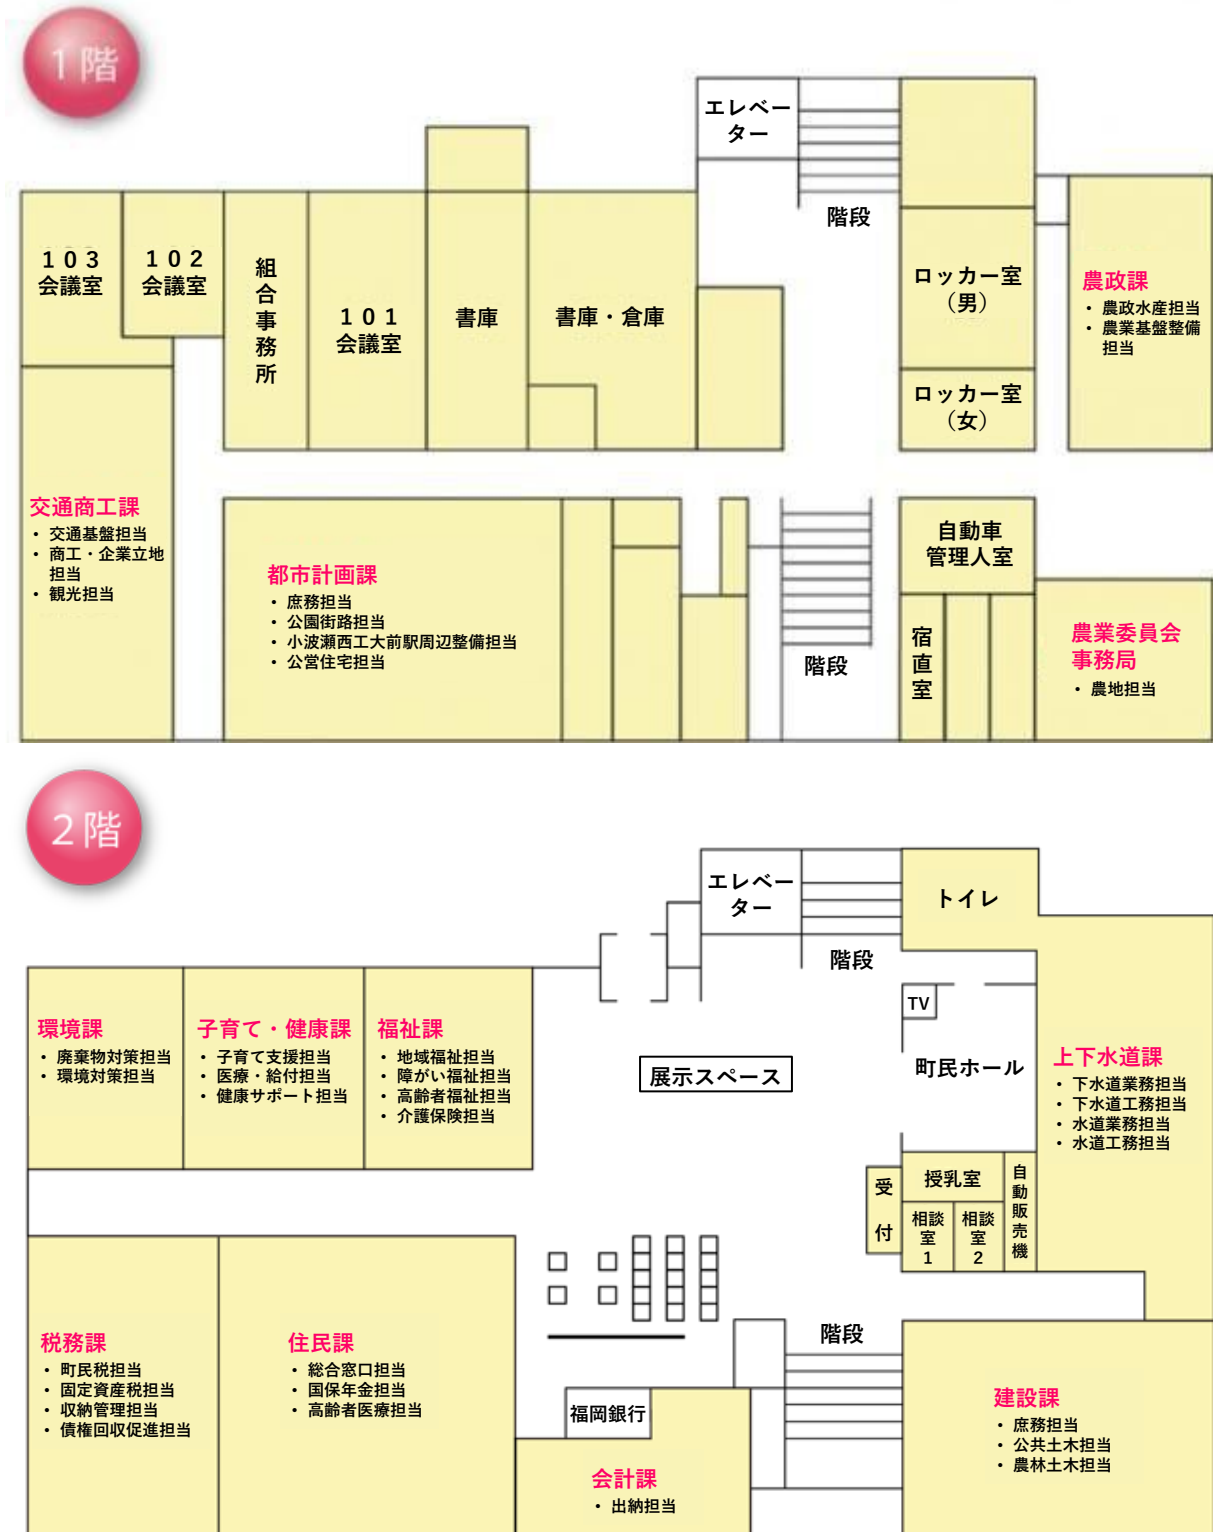 1階
エレベー
ター
階段
103
会議室
102
会議室
組合事務所
101
会議室
書庫
書庫・倉庫
ロッカー室
(男)
ロッカー室
(女)
農政課
・ 農政水産担当
・ 農業基盤整備
担当
交通商工課
・ 交通基盤担当
・ 商工・企業立地
担当
・ 観光担当
都市計画課
・ 庶務担当
・ 公園街路担当
・ 小波瀬西工大前駅周辺整備担当
・ 公営住宅担当
階段
自動車
管理人室
宿直室
農業委員会
事務局
・ 農地担当
2階
エレベー
ター
階段
トイレ
TV
町民ホール
環境課
・ 廃棄物対策担当
・ 環境対策担当
子育て・健康課
・ 子育て支援担当
・ 医療・給付担当
・ 健康サポート担当
福祉課
・ 地域福祉担当
・ 障がい福祉担当
・ 高齢者福祉担当
・ 介護保険担当
展示スペース
上下水道課
・ 下水道業務担当
・ 下水道工務担当
・ 水道業務担当
・ 水道工務担当
受付
授乳室
相談
室
1
相談
室
2
自動販売機
税務課
・ 町民税担当
・ 固定資産税担当
・ 収納管理担当
・ 債権回収促進担当
住民課
・ 総合窓口担当
・ 国保年金担当
・ 高齢者医療担当
福岡銀行
会計課
・ 出納担当
階段
建設課
・ 庶務担当
・ 公共土木担当
・ 農林土木担当